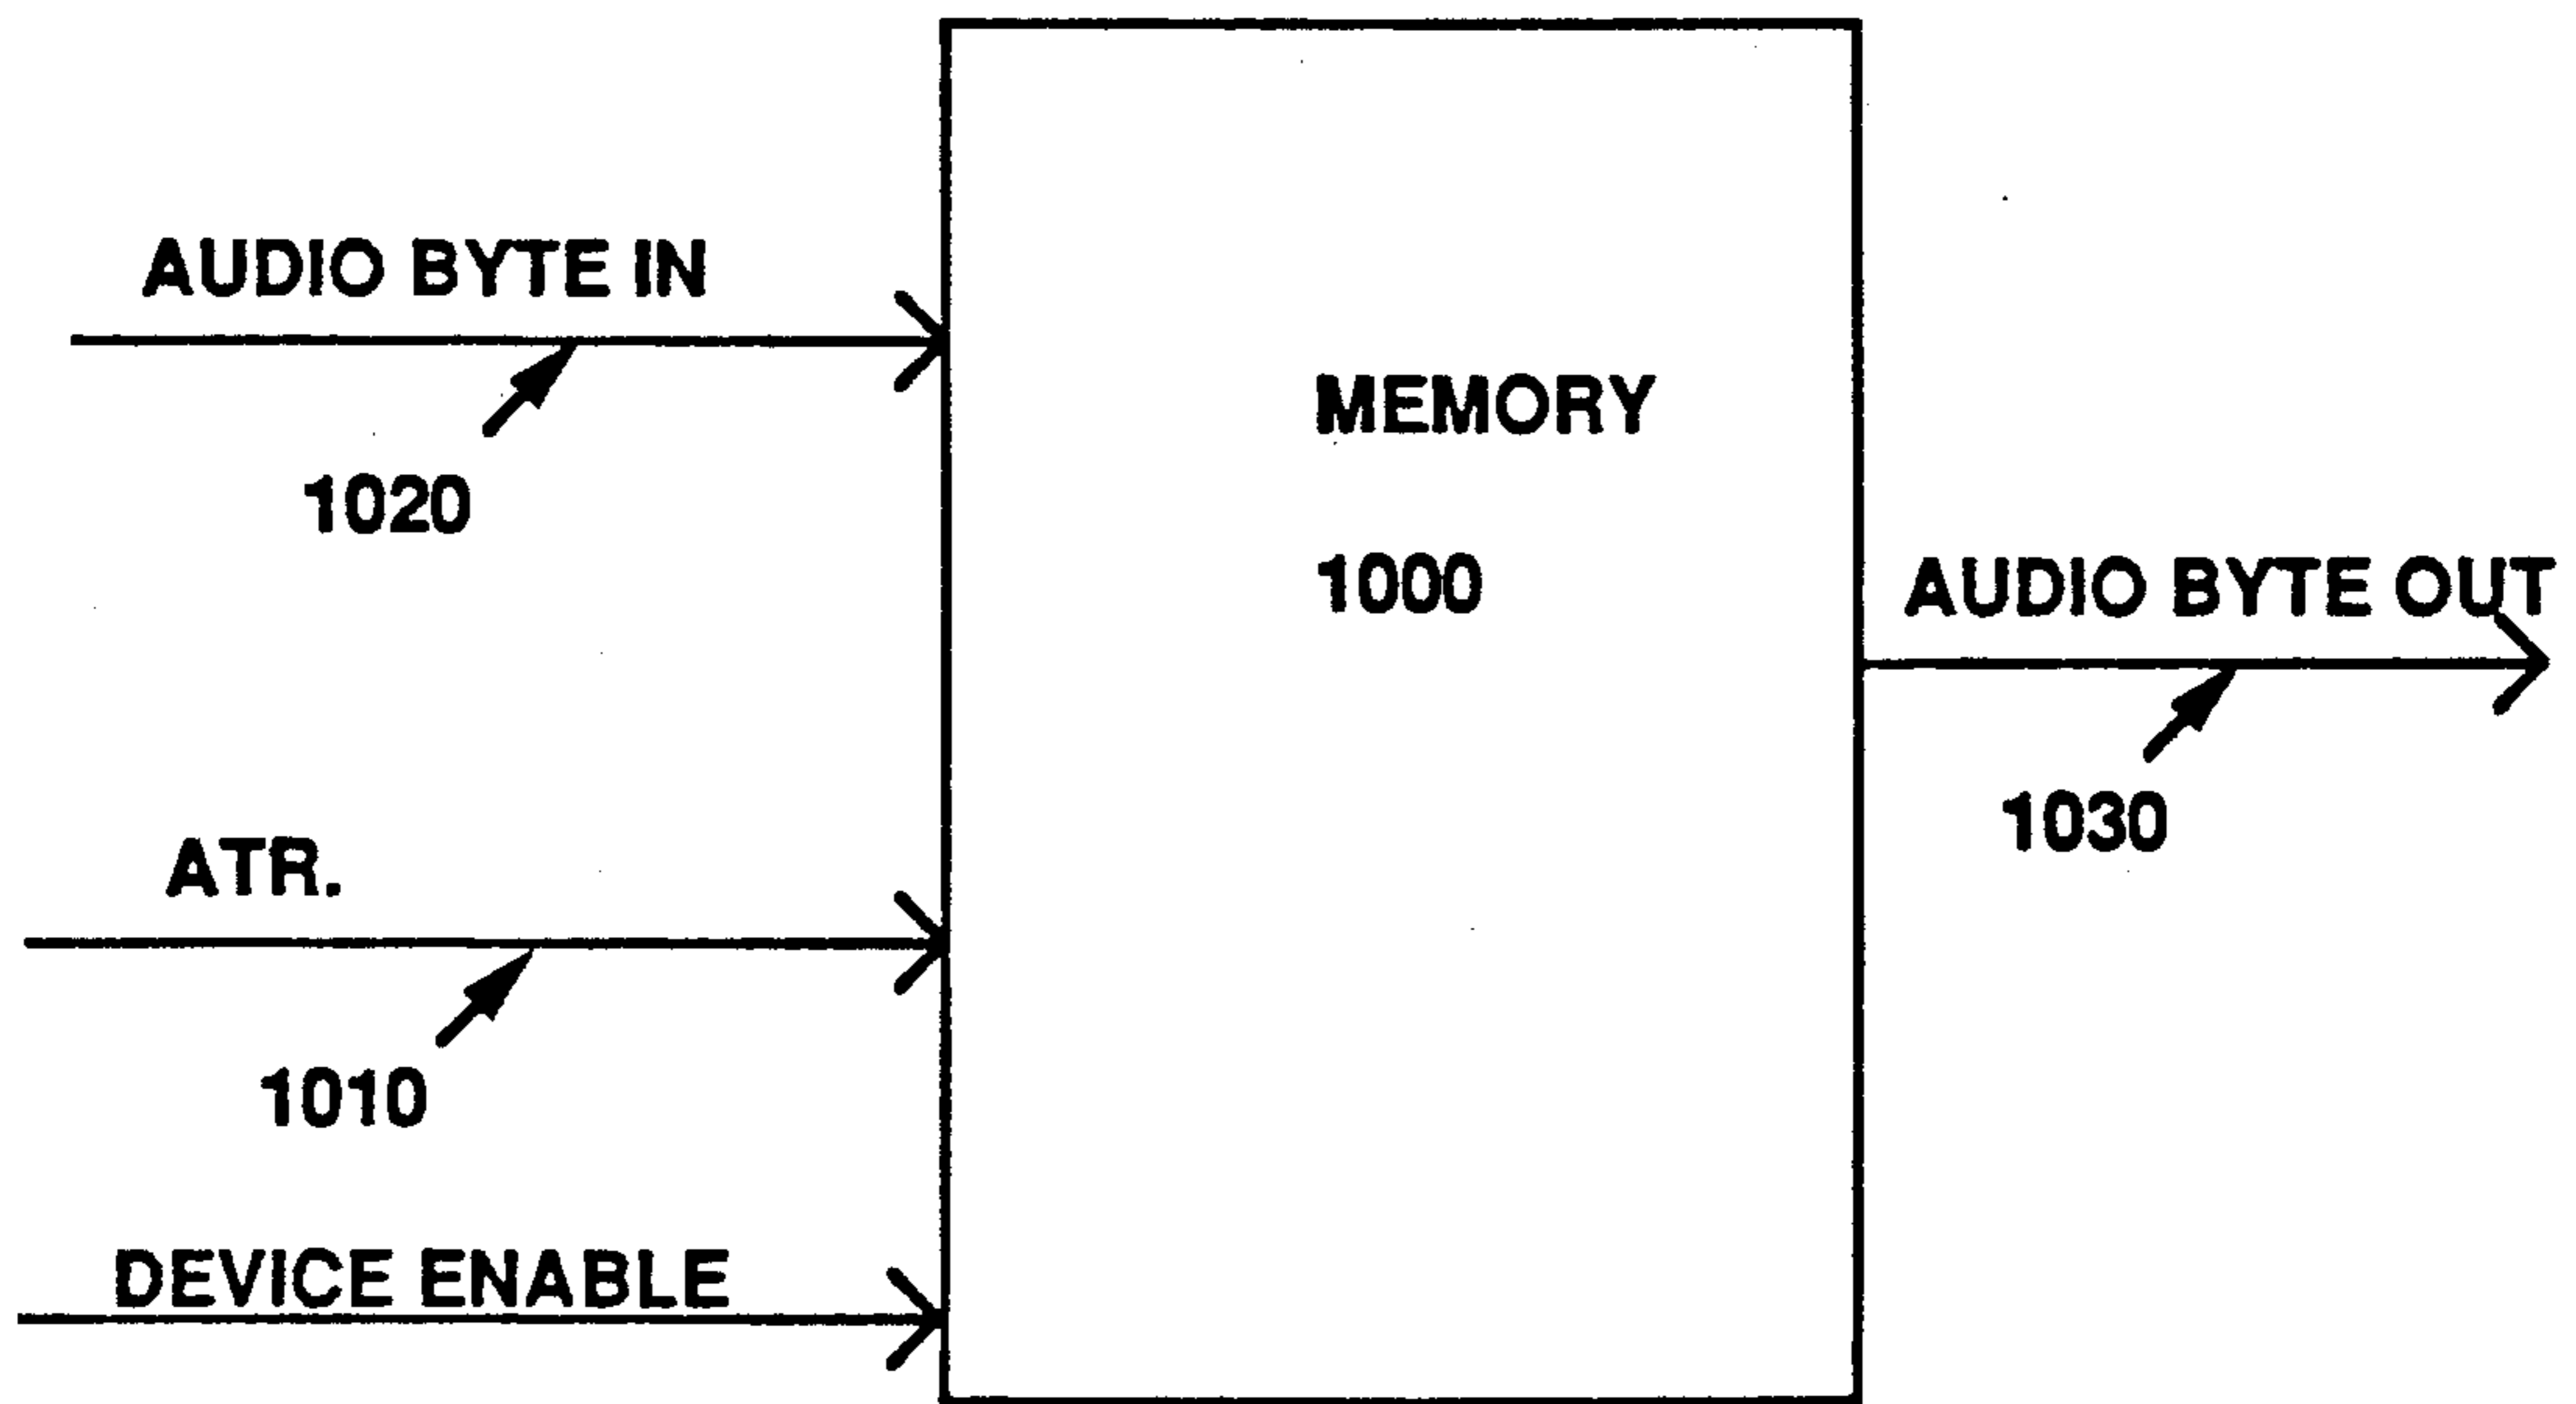 AUDIO BYTE IN
1020
MEMORY
1000
AUDIO BYTE OUT
1030
ATR.
1010
DEVICE ENABLE